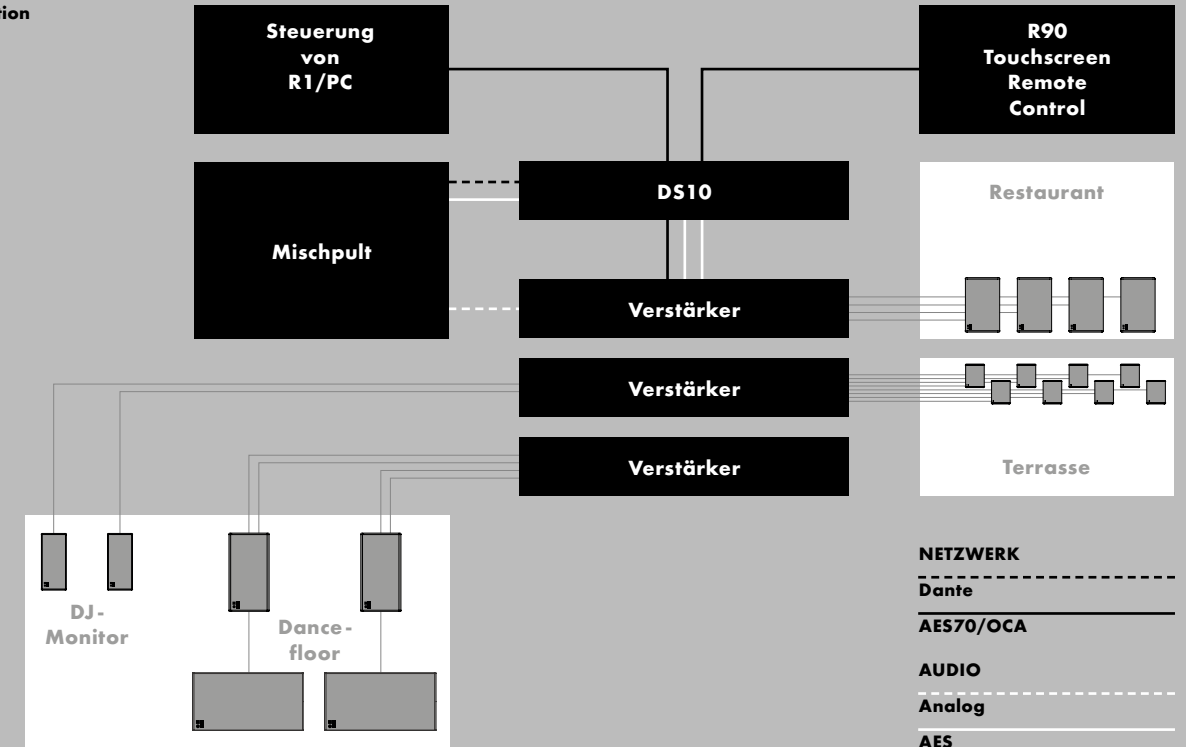 tion
Steuerung
von
R1/PC
R90
Touchscreen
Remote
Control
Mischpult
DS10
Restaurant
Verstärker
Verstärker
Verstärker
Terrasse
DJ-
Monitor
Dance-
floor
NETZWERK
Dante
AES70/OCA
AUDIO
Analog
AES